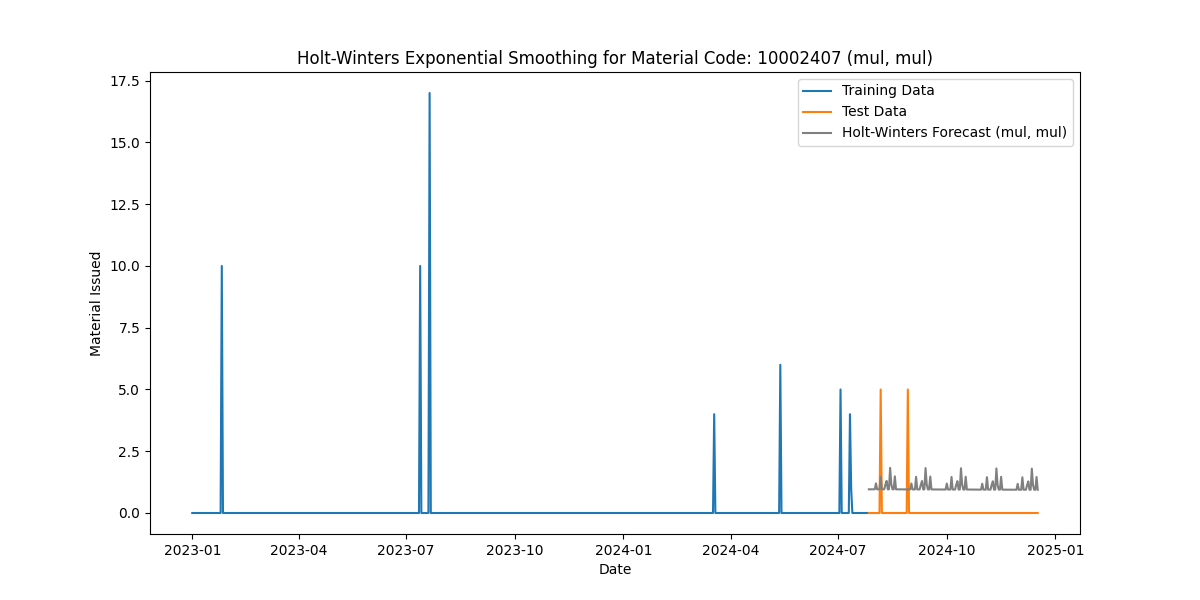 Holt-Winters Exponential Smoothing for Material Code: 10002407 (mul, mul)
17.5
15.0
12.5
10.0
7.5
5.0
2.5
0.0
Material Issued
Training Data
Test Data
Holt-Winters Forecast (mul, mul)
2023-01
2023-04
2023-07
2023-10
2024-01
2024-04
2024-07
2024-10
2025-01
Date